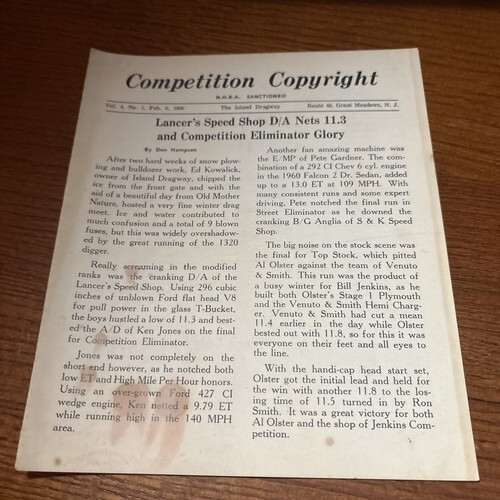 Competition Copyright
N.H.R.A. SANCTIONED
Vol. 5, No. 1, Feb. 6, 1966 The Island Dragway Route 46, Great Meadows, N. J.
Lancer's Speed Shop D/A Nets 11.3
and Competition Eliminator Glory
By Don Hampson
After two hard weeks of snow plow-
ing and bulldozer work, Ed Kowalick,
owner of Island Dragway, chipped the
ice from the front gate and with the
aid of a beautiful day from Old Mother
Nature, hosted a very fine winter drag
meet. Ice and water contributed to
much confusion and a total of 9 blown
fuses, but this was widely overshadow-
ed by the great running of the 1320
digger.
Really screaming in the modified
ranks was the cranking D/A of the
Lancer's Speed Shop. Using 296 cubic
inches of unblown Ford flat head V8
for pull power in the glass T-Bucket,
the boys hustled a low of 11.3 and best-
ed the A/D of Ken Jones on the final
for Competition Eliminator.
Jones was not completely on the
short end however, as he notched both
low ET and High Mile Per Hour honors.
Using an over-grown Ford 427 CI
wedge engine, Ken netted a 9.79 ET
while running high in the 140 MPH
area.
Another fan amazing machine was
the E/MP of Pete Gardner. The com-
bination of a 292 CI Chev 6 cyl. engine
in the 1960 Falcon 2 Dr. Sedan, added
up to a 13.0 ET at 109 MPH. With
many consistent runs and some expert
driving, Pete notched the final run in
Street Eliminator as he downed the
cranking B/G Anglia of S & K Speed
Shop.
The big noise on the stock scene was
the final for Top Stock, which pitted
Al Olster against the team of Venuto
& Smith. This run was the product of
a busy winter for Bill Jenkins, as he
built both Olster's Stage 1 Plymouth
and the Venuto & Smith Hemi Charg-
er. Venuto & Smith had cut a mean
11.4 earlier in the day while Olster
bested out with 11.8, so for this it was
everyone on their feet and all eyes to
the line.
With the handi-cap head start set,
Olster got the initial lead and held for
the win with another 11.8 to the los-
ing time of 11.5 turned in by Ron
Smith. It was a great victory for both
Al Olster and the shop of Jenkins Com-
petition.